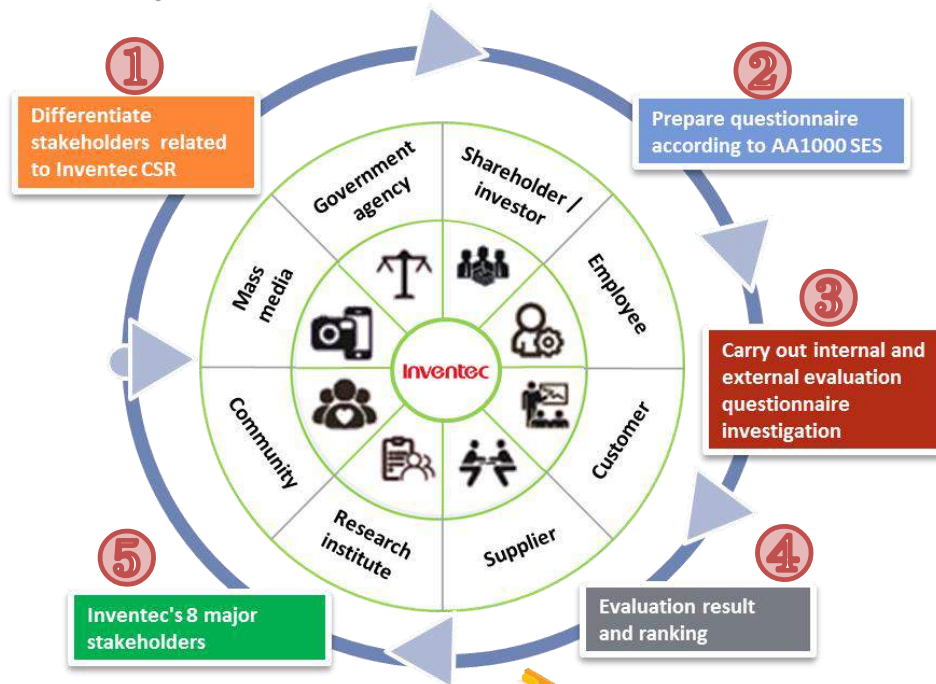 ①
Differentiate
stakeholders related
to Inventec CSR
②
Prepare questionnaire
according to AA1000 SES
③
Carry out internal and
external evaluation
questionnaire
investigation
④
Evaluation result
and ranking
⑤
Inventec's 8 major
stakeholders
Government
agency
Shareholder /
investor
Employee
Customer
Supplier
Research
institute
Community
Mass
media
Inventec